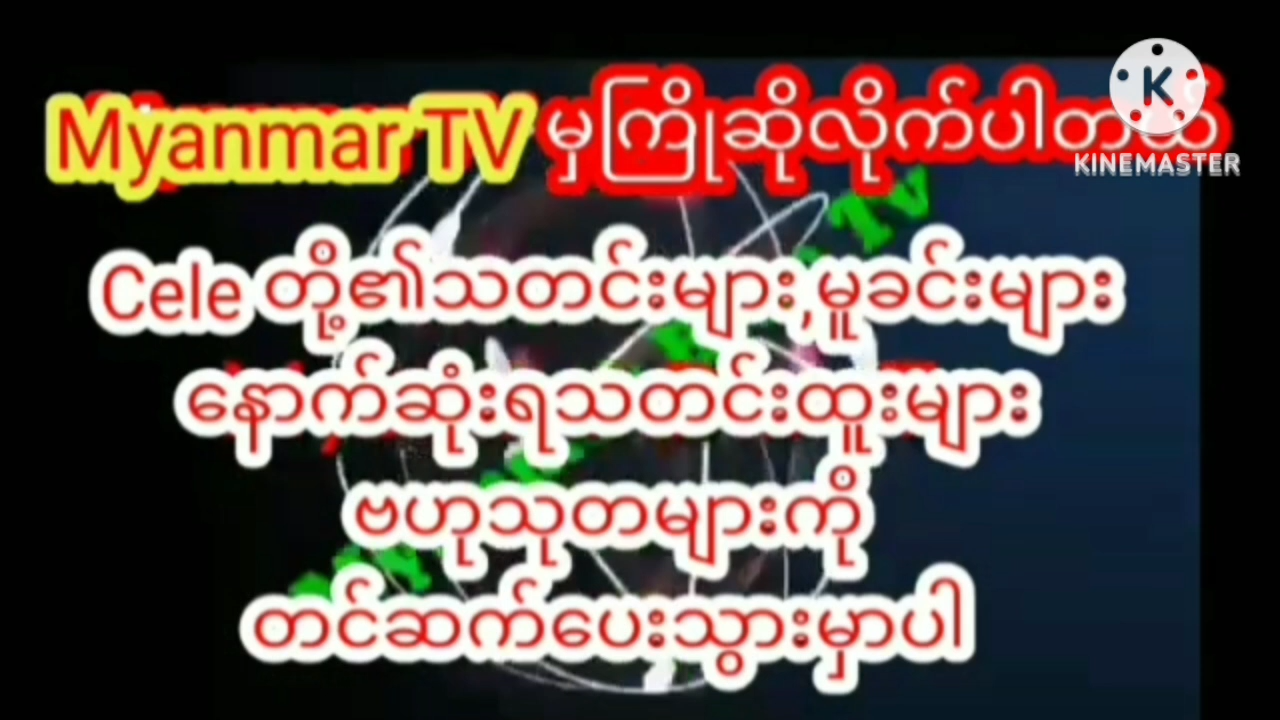 Myanmar TV မှကြိုဆိုလိုက်ပါတယ်
KINEMASTER
Cele တို့၏သတင်းများ,မူခင်းများ
နောက်ဆုံးရသတင်းထူးများ
ဗဟုသုတများကို
တင်ဆက်ပေးသွားမှာပါ